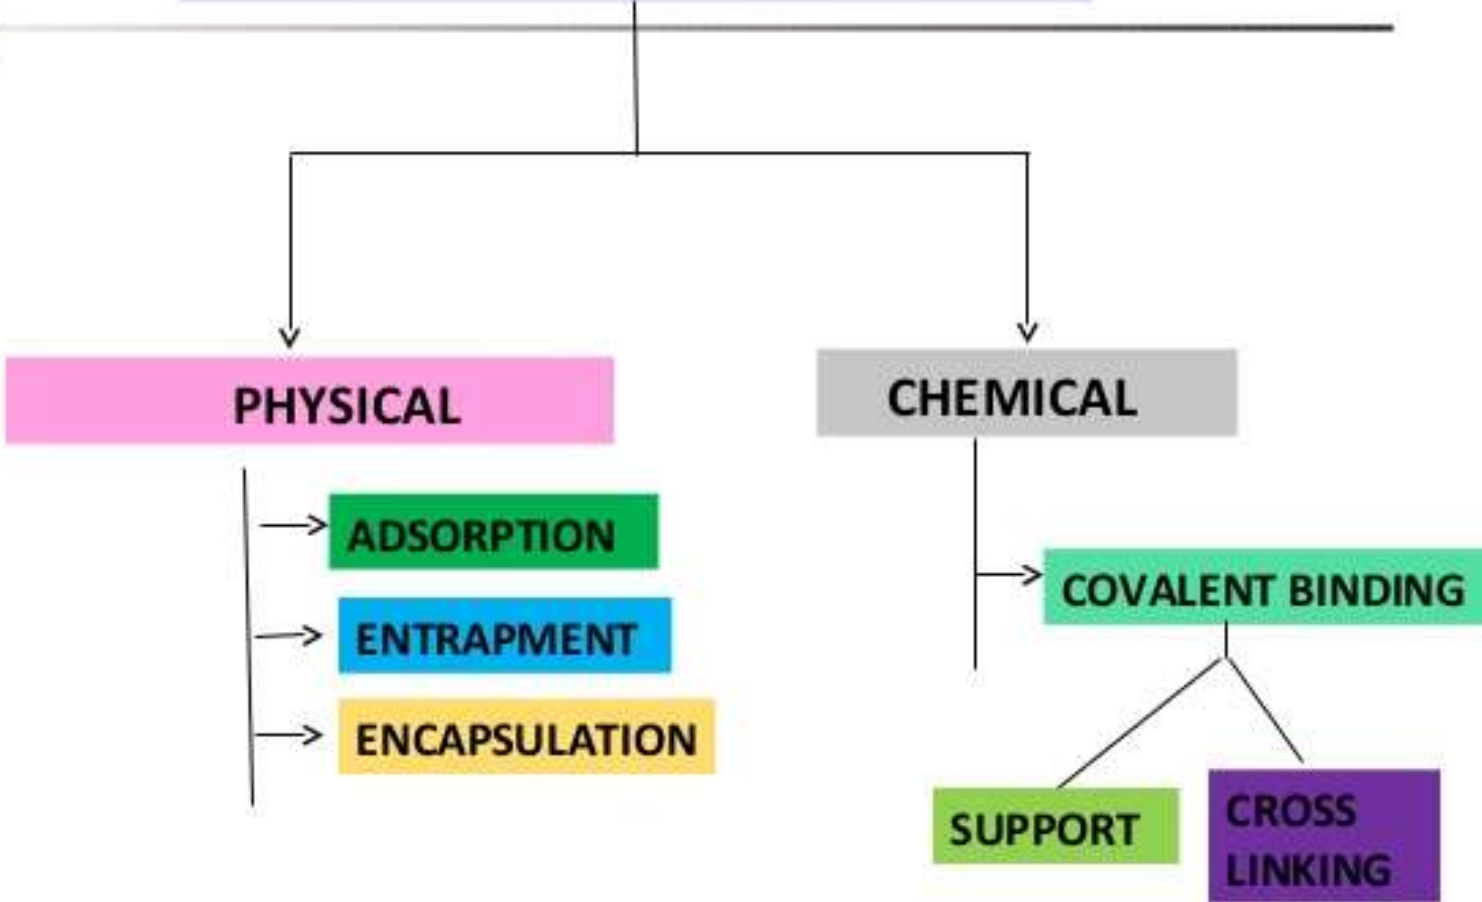 PHYSICAL
CHEMICAL
ADSORPTION
ENTRAPMENT
ENCAPSULATION
COVALENT BINDING
SUPPORT
CROSS
LINKING